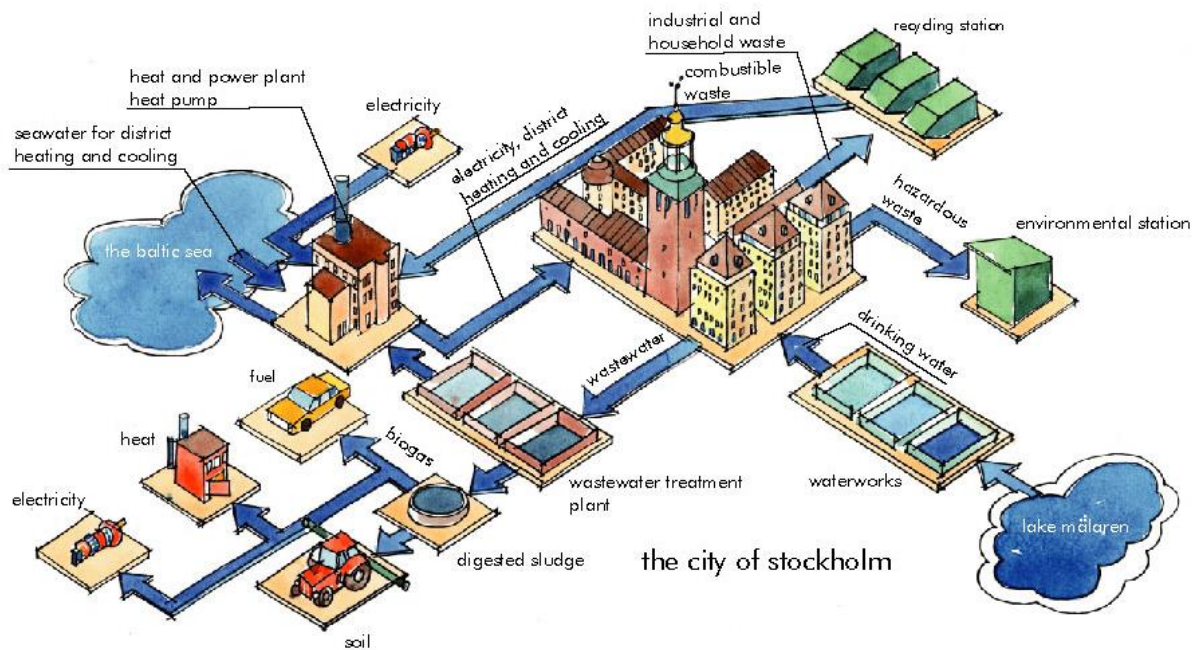 industrial and
household waste
recyding station
combustible
waste
heat and power plant
heat pump
electricity
seawater for district
heating and cooling
electricity, district
heating and cooling
hazardous
waste
environmental station
the baltic sea
drinking water
wastewater
fuel
biogas
heat
wastewater treatment
plant
waterworks
electricity
lake mälaren
digested sludge
the city of stockholm
soil